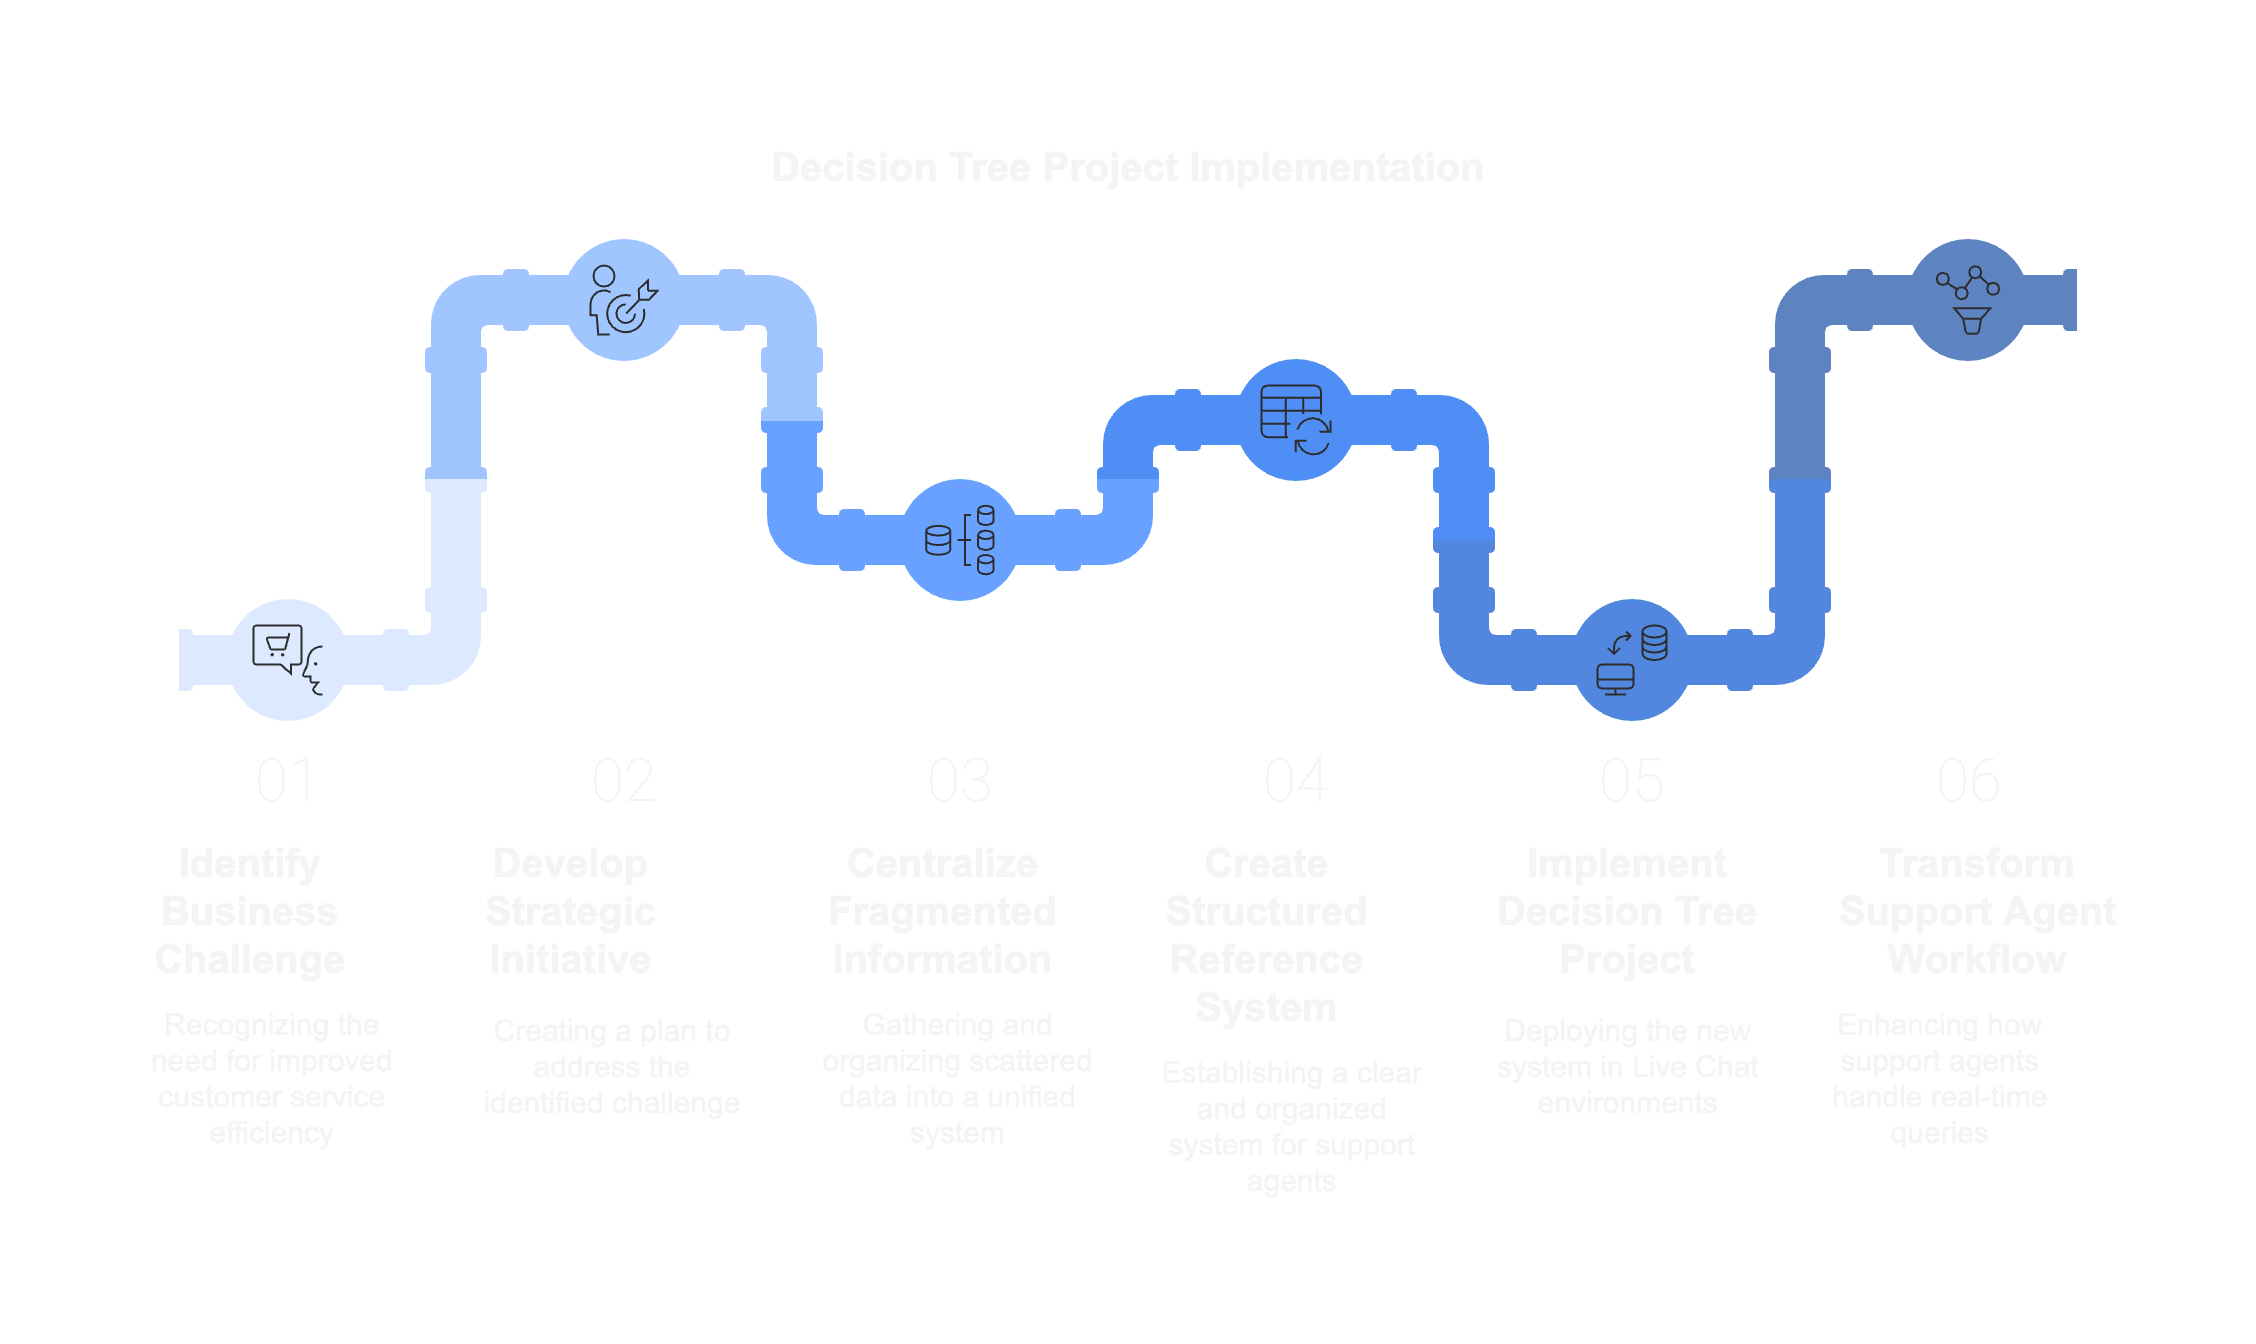 Decision Tree Project Implementation
01
Identify
Business
Challenge
Recognizing the
need for improved
customer service
efficiency
02
Develop
Strategic
Initiative
Creating a plan to
address the
identified challenge
03
Centralize
Fragmented
Information
Gathering and
organizing scattered
data into a unified
system
04
Create
Structured
Reference
System
Establishing a clear
and organized
system for support
agents
05
Implement
Decision Tree
Project
Deploying the new
system in Live Chat
environments
06
Transform
Support Agent
Workflow
Enhancing how
support agents
handle real-time
queries